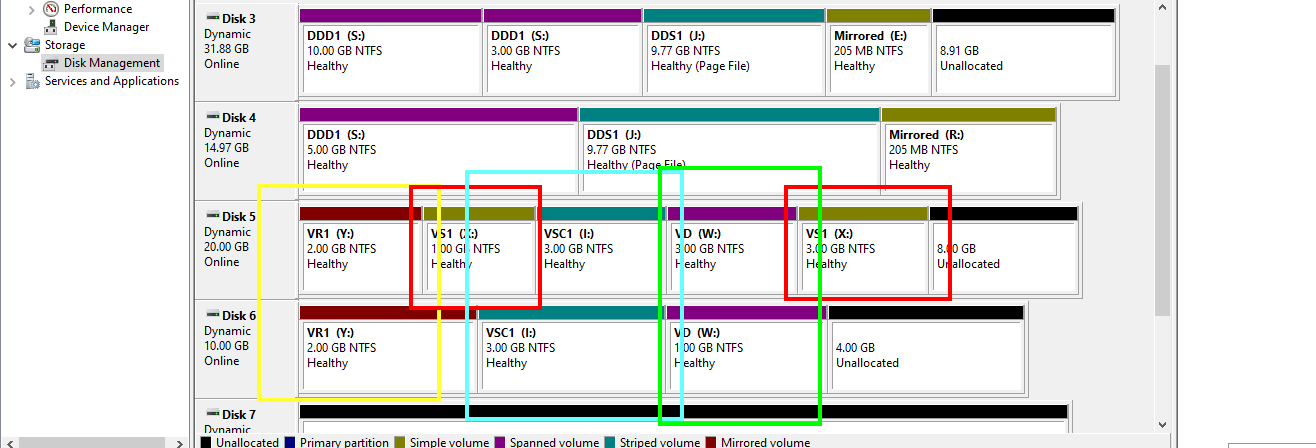 Performance
Device Manager
Storage
Disk Management
Services and Applications
Disk 3
Dynamic
31.88 GB
Online
DDD1 (S:)
10.00 GB NTFS
Healthy
DDD1 (S:)
3.00 GB NTFS
Healthy
DDS1 (J:)
9.77 GB NTFS
Healthy (Page File)
Mirrored (E:)
205 MB NTFS
Healthy
8.91 GB
Unallocated
Disk 4
Dynamic
14.97 GB
Online
DDD1 (S:)
5.00 GB NTFS
Healthy
DDS1 (J:)
9.77 GB NTFS
Healthy (Page File)
Mirrored (R:)
205 MB NTFS
Healthy
Disk 5
Dynamic
20.00 GB
Online
VR1 (Y:)
2.00 GB NTFS
Healthy
VS1 (X:)
1.00 GB NTFS
Healthy
VSC1 (I:)
3.00 GB NTFS
Healthy
VD (W:)
3.00 GB NTFS
Healthy
VS1 (X:)
3.00 GB NTFS
Healthy
8.00 GB
Unallocated
Disk 6
Dynamic
10.00 GB
Online
VR1 (Y:)
2.00 GB NTFS
Healthy
VSC1 (I:)
3.00 GB NTFS
Healthy
VD (W:)
1.00 GB NTFS
Healthy
4.00 GB
Unallocated
Disk 7
Dynamic
Unallocated Primary partition Simple volume Spanned volume Striped volume Mirrored volume